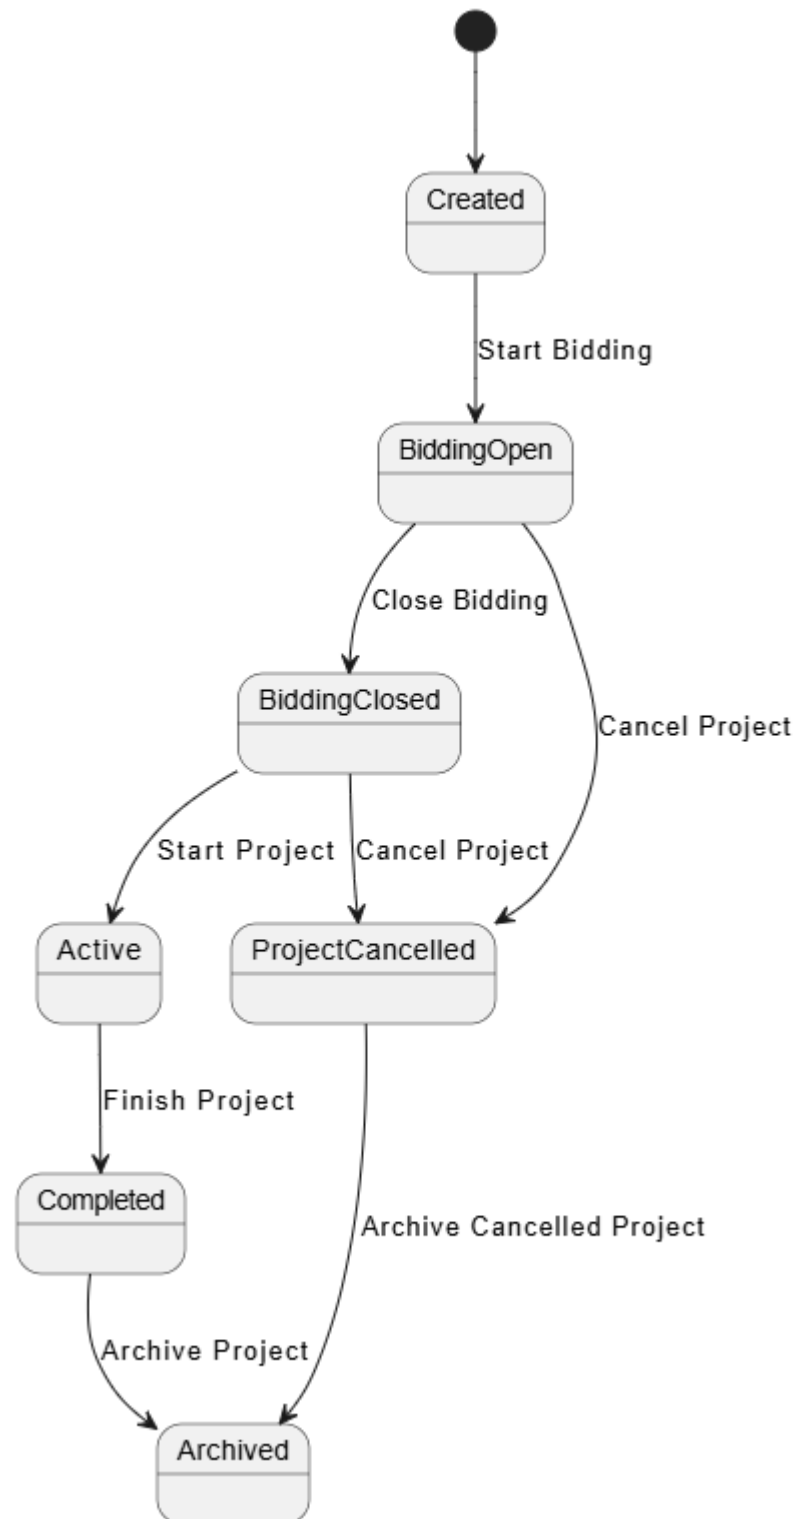 Created
Start Bidding
BiddingOpen
Close Bidding
Cancel Project
BiddingClosed
Start Project
Cancel Project
Active
ProjectCancelled
Finish Project
Completed
Archive Cancelled Project
Archive Project
Archived